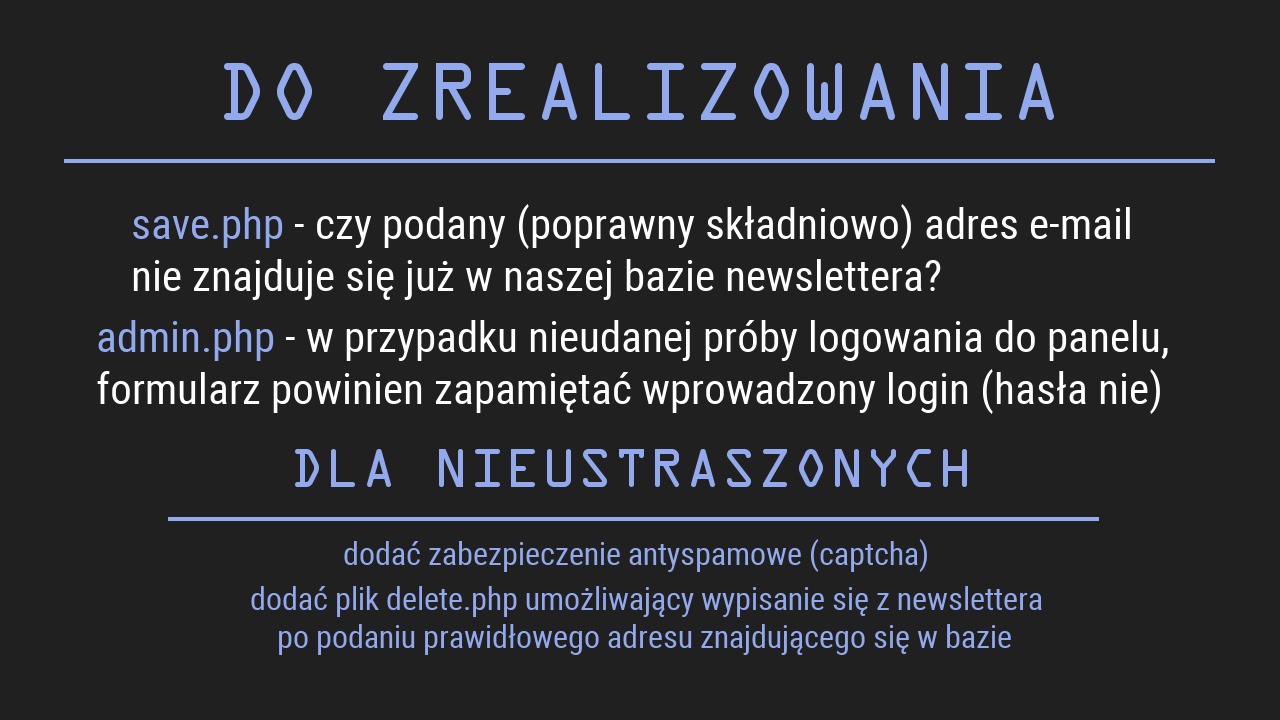 DO ZREALIZOWANIA
save.php - czy podany (poprawny składniowo) adres e-mail
nie znajduje się już w naszej bazie newslettera?
admin.php - w przypadku nieudanej próby logowania do panelu,
formularz powinien zapamiętać wprowadzony login (hasła nie)
DLA NIEUSTRASZONYCH
dodać zabezpieczenie antyspamowe (captcha)
dodać plik delete.php umożliwający wypisanie się z newslettera
po podaniu prawidłowego adresu znajdującego się w bazie